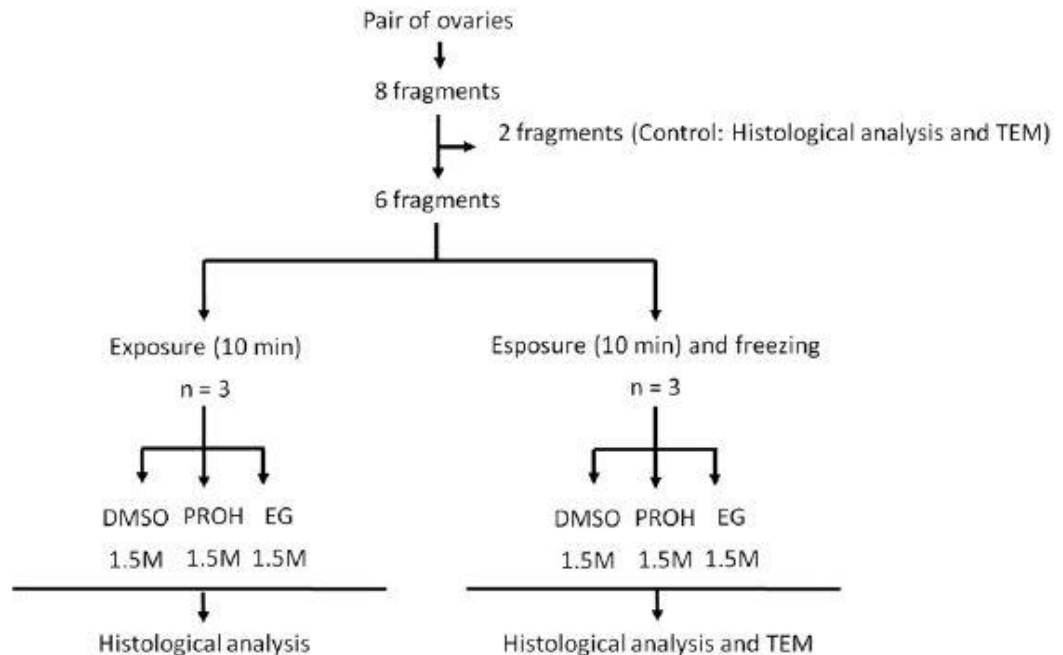 Pair of ovaries
8 fragments
2 fragments (Control: Histological analysis and TEM)
6 fragments
Exposure (10 min)
n = 3
DMSO PROH EG
1.5M 1.5M 1.5M
Histological analysis
Esposure (10 min) and freezing
n = 3
DMSO PROH EG
1.5M 1.5M 1.5M
Histological analysis and TEM